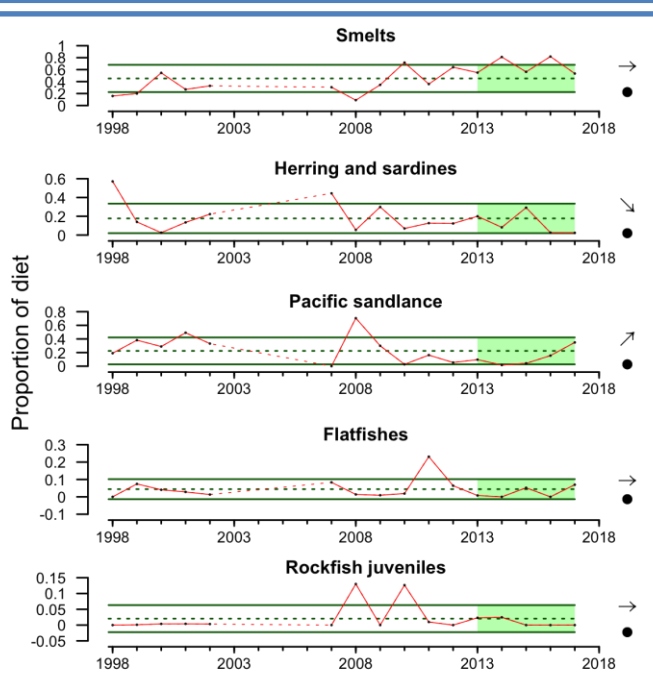 Proportion of diet
Smelts
1
0.8
0.6
0.4
0.2
0
1998 2003 2008 2013 2018
Herring and sardines
0.6
0.4
0.2
0
1998 2003 2008 2013 2018
Pacific sandlance
0.8
0.6
0.4
0.2
0
1998 2003 2008 2013 2018
Flatfishes
0.3
0.2
0.1
0
-0.1
1998 2003 2008 2013 2018
Rockfish juveniles
0.15
0.1
0.05
0
-0.05
1998 2003 2008 2013 2018